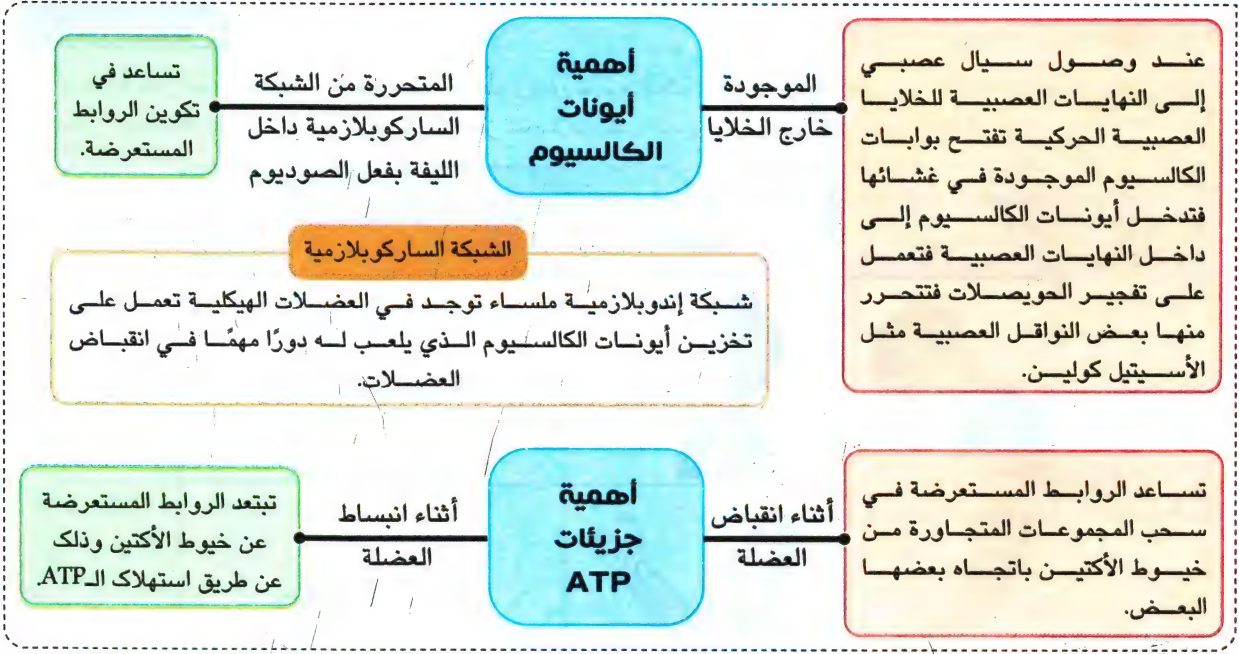 أهمية
أيونات
الكالسيوم
الموجودة
خارج الخلايا
عند وصول سيال عصبي
إلى النهايات العصبية للخلايا
العصبية الحركية تفتح بوابات
الكالسيوم الموجودة في غشائها
فتدخل أيونات الكالسيوم إلى
داخل النهايات العصبية فتعمل
على تفجير الحويصلات فتتحرر
منها بعض النواقل العصبية مثل
الأسيتيل كولين.
المتحررة من الشبكة
الساركوبلازمية داخل
الليفة بفعل الصوديوم
تساعد في
تكوين الروابط
المستعرضة.
الشبكة الساركوبلازمية
شبكة إندوبلازمية ملساء توجد في العضلات الهيكلية تعمل على
تخزين أيونات الكالسيوم الذي يلعب له دورًا مهمًا في انقباض
العضلات.
أهمية
جزيئات
ATP
أثناء انقباض
العضلة
تساعد الروابط المستعرضة في
سحب المجموعات المتجاورة من
خيوط الأكتين باتجاه بعضها
البعض.
أثناء انبساط
العضلة
تبتعد الروابط المستعرضة
عن خيوط الأكتين وذلك
عن طريق استهلاك الـATP.